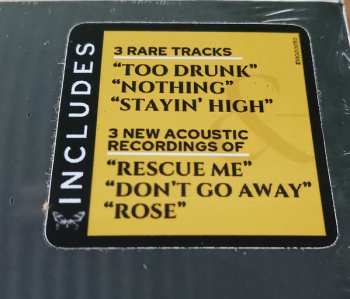 INCLUDES
3 RARE TRACKS
“TOO DRUNK”
“NOTHING”
“STAYIN’ HIGH”
3 NEW ACOUSTIC
RECORDINGS OF
“RESCUE ME”
“DON’T GO AWAY”
“ROSE”